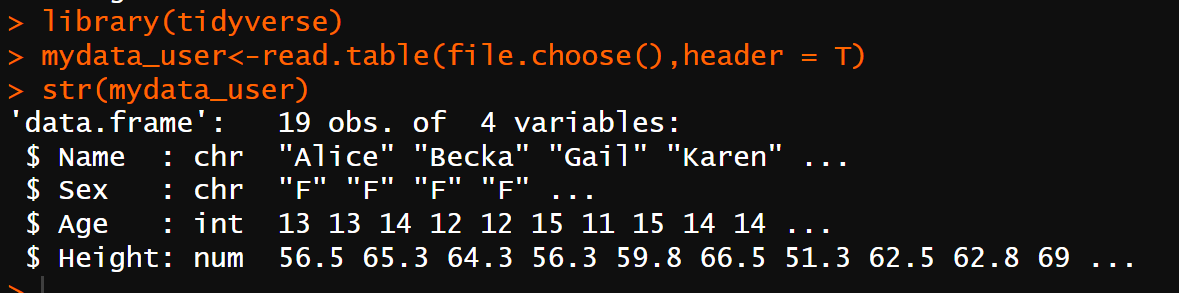 > library(tidyverse)
> mydata_user<-read.table(file.choose(),header = T)
> str(mydata_user)
'data.frame':   19 obs. of  4 variables:
 $ Name  : chr  "Alice" "Becka" "Gail" "Karen" ...
 $ Sex   : chr  "F" "F" "F" "F" ...
 $ Age   : int  13 13 14 12 12 15 11 15 14 14 ...
 $ Height: num  56.5 65.3 64.3 56.3 59.8 66.5 51.3 62.5 62.8 69 ...
>